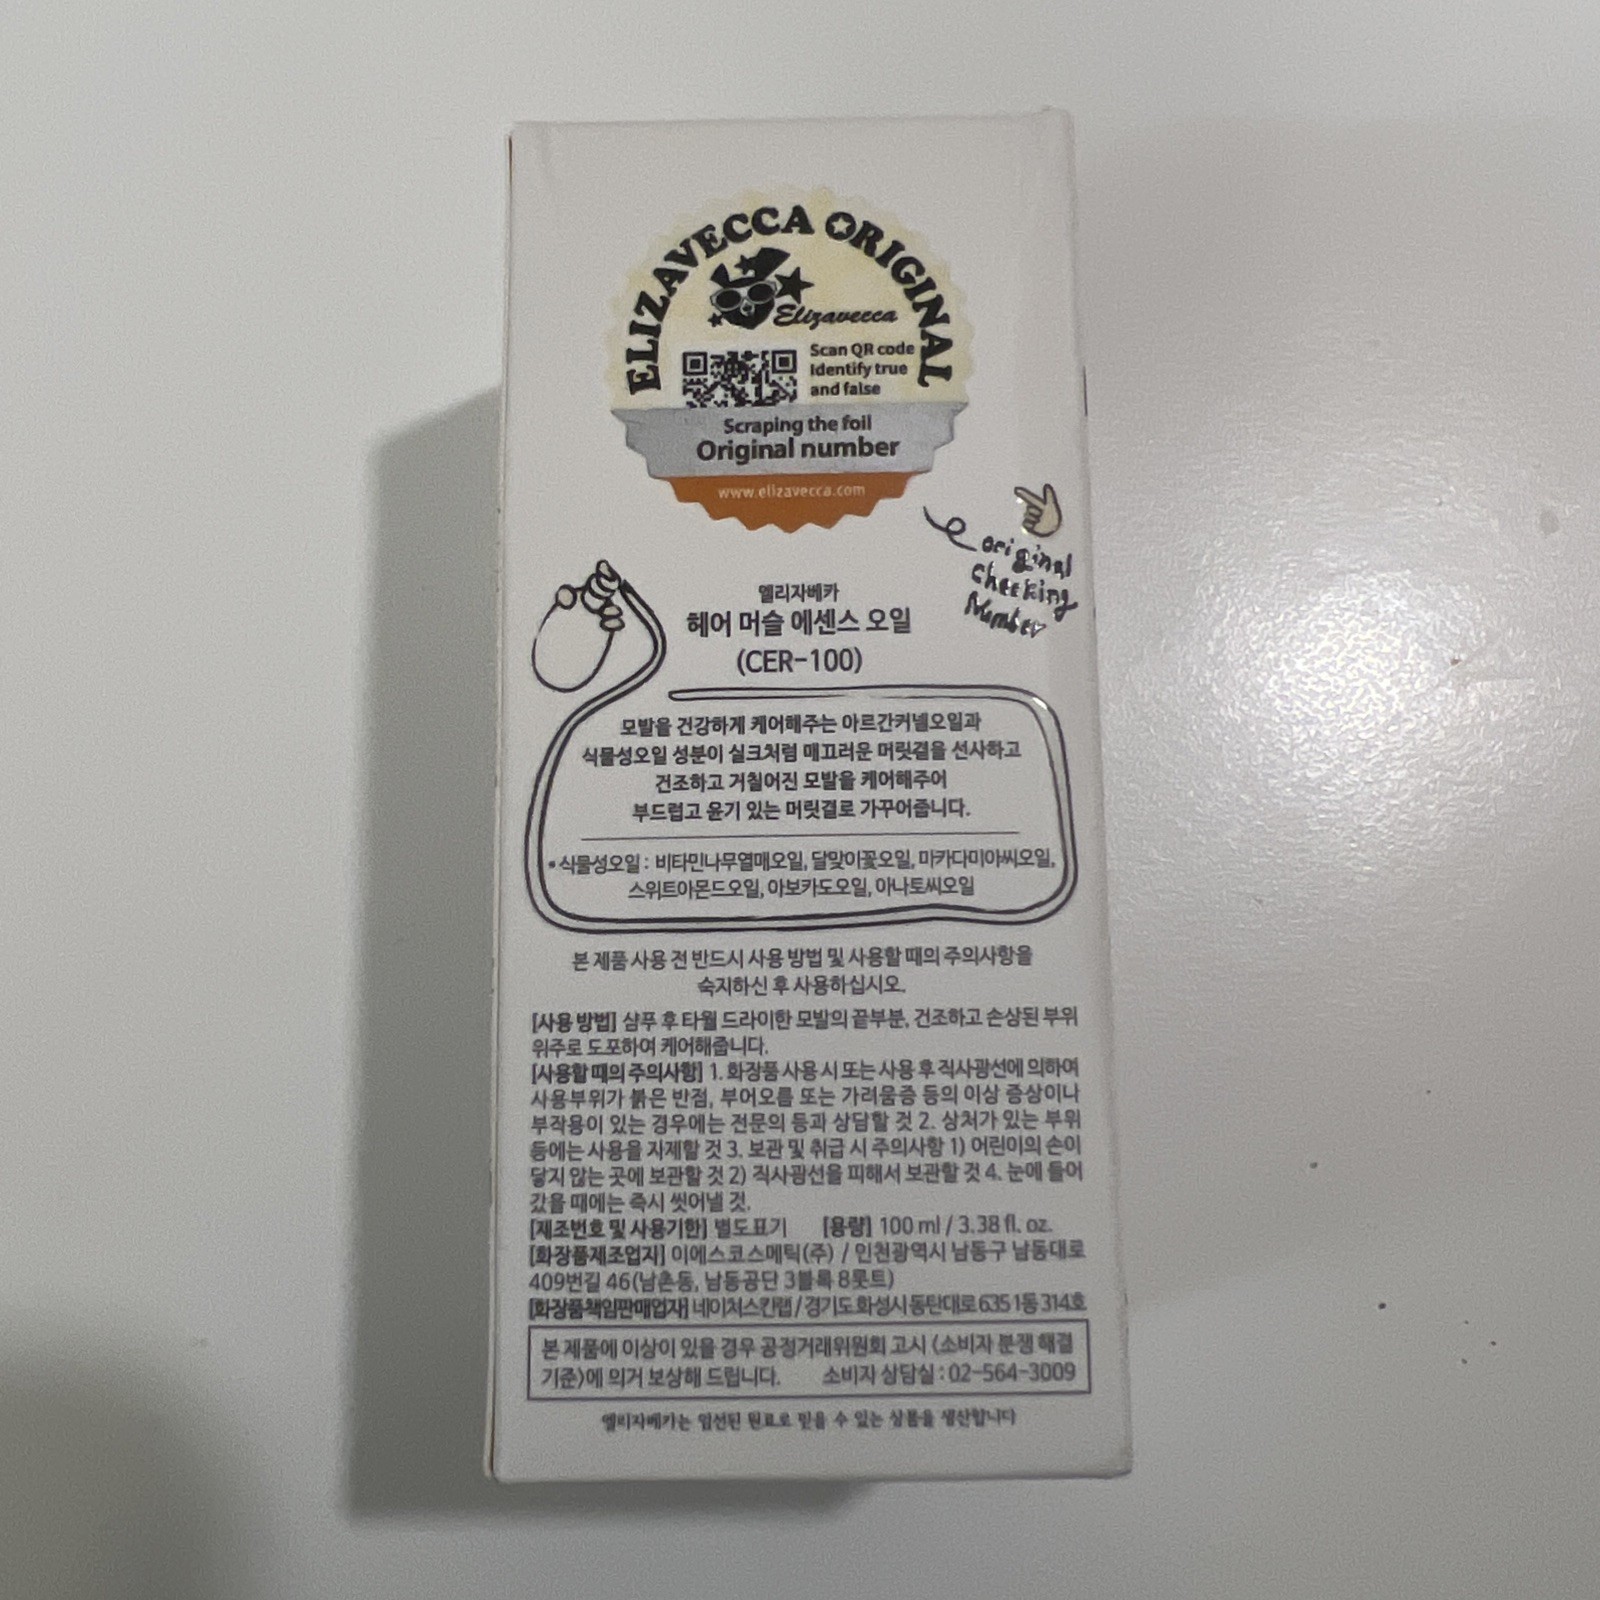 ELIZAVECCA ORIGINAL
Elizavecca
Scan QR code
Identify true
and false
Scraping the foil
Original number
www.elizavecca.com
original
Checking
Number
엘리자베카
헤어 머슬 에센스 오일
(CER-100)
모발을 건강하게 케어해주는 아르간커넬오일과
식물성오일 성분이 실크처럼 매끄러운 머릿결을 선사하고
건조하고 거칠어진 모발을 케어해주어
부드럽고 윤기 있는 머릿결로 가꾸어줍니다.
* 식물성오일 : 비타민나무열매오일, 달맞이꽃오일, 마카다미아씨오일,
스위트아몬드오일, 아보카도오일, 아나토씨오일
본 제품 사용 전 반드시 사용 방법 및 사용할 때의 주의사항을
숙지하신 후 사용하십시오.
[사용 방법] 샴푸 후 타월 드라이한 모발의 끝부분, 건조하고 손상된 부위
위주로 도포하여 케어해줍니다.
[사용할 때의 주의사항] 1. 화장품 사용 시 또는 사용 후 직사광선에 의하여
사용부위가 붉은 반점, 부어오름 또는 가려움증 등의 이상 증상이나
부작용이 있는 경우에는 전문의 등과 상담할 것 2. 상처가 있는 부위
등에는 사용을 자제할 것 3. 보관 및 취급 시 주의사항 1) 어린이의 손이
닿지 않는 곳에 보관할 것 2) 직사광선을 피해서 보관할 것 4. 눈에 들어
갔을 때에는 즉시 씻어낼 것.
[제조번호 및 사용기한] 별도표기 [용량] 100 ml / 3.38 fl. oz.
[화장품제조업자] 이에스코스메틱(주) / 인천광역시 남동구 남동대로
409번길 46(남촌동, 남동공단 3블록 8롯트)
[화장품책임판매업자] 네이처스칸랩 / 경기도 화성시 동탄대로 635 1동 314호
본 제품에 이상이 있을 경우 공정거래위원회 고시 〈소비자 분쟁 해결
기준〉에 의거 보상해 드립니다. 소비자 상담실 : 02-564-3009
엘리자베카는 엄선된 원료로 믿을 수 있는 상품을 생산합니다